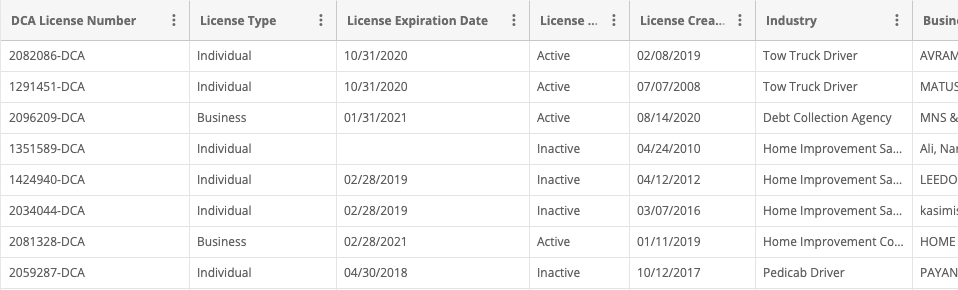 DCA License Number License Type License Expiration Date License ... License Crea... Industry Busine
2082086-DCA Individual 10/31/2020 Active 02/08/2019 Tow Truck Driver AVRAM
1291451-DCA Individual 10/31/2020 Active 07/07/2008 Tow Truck Driver MATUS
2096209-DCA Business 01/31/2021 Active 08/14/2020 Debt Collection Agency MNS &
1351589-DCA Individual Inactive 04/24/2010 Home Improvement Sa... Ali, Nar
1424940-DCA Individual 02/28/2019 Inactive 04/12/2012 Home Improvement Sa... LEEDO
2034044-DCA Individual 02/28/2019 Inactive 03/07/2016 Home Improvement Sa... kasimis
2081328-DCA Business 02/28/2021 Active 01/11/2019 Home Improvement Co... HOME
2059287-DCA Individual 04/30/2018 Inactive 10/12/2017 Pedicab Driver PAYAN